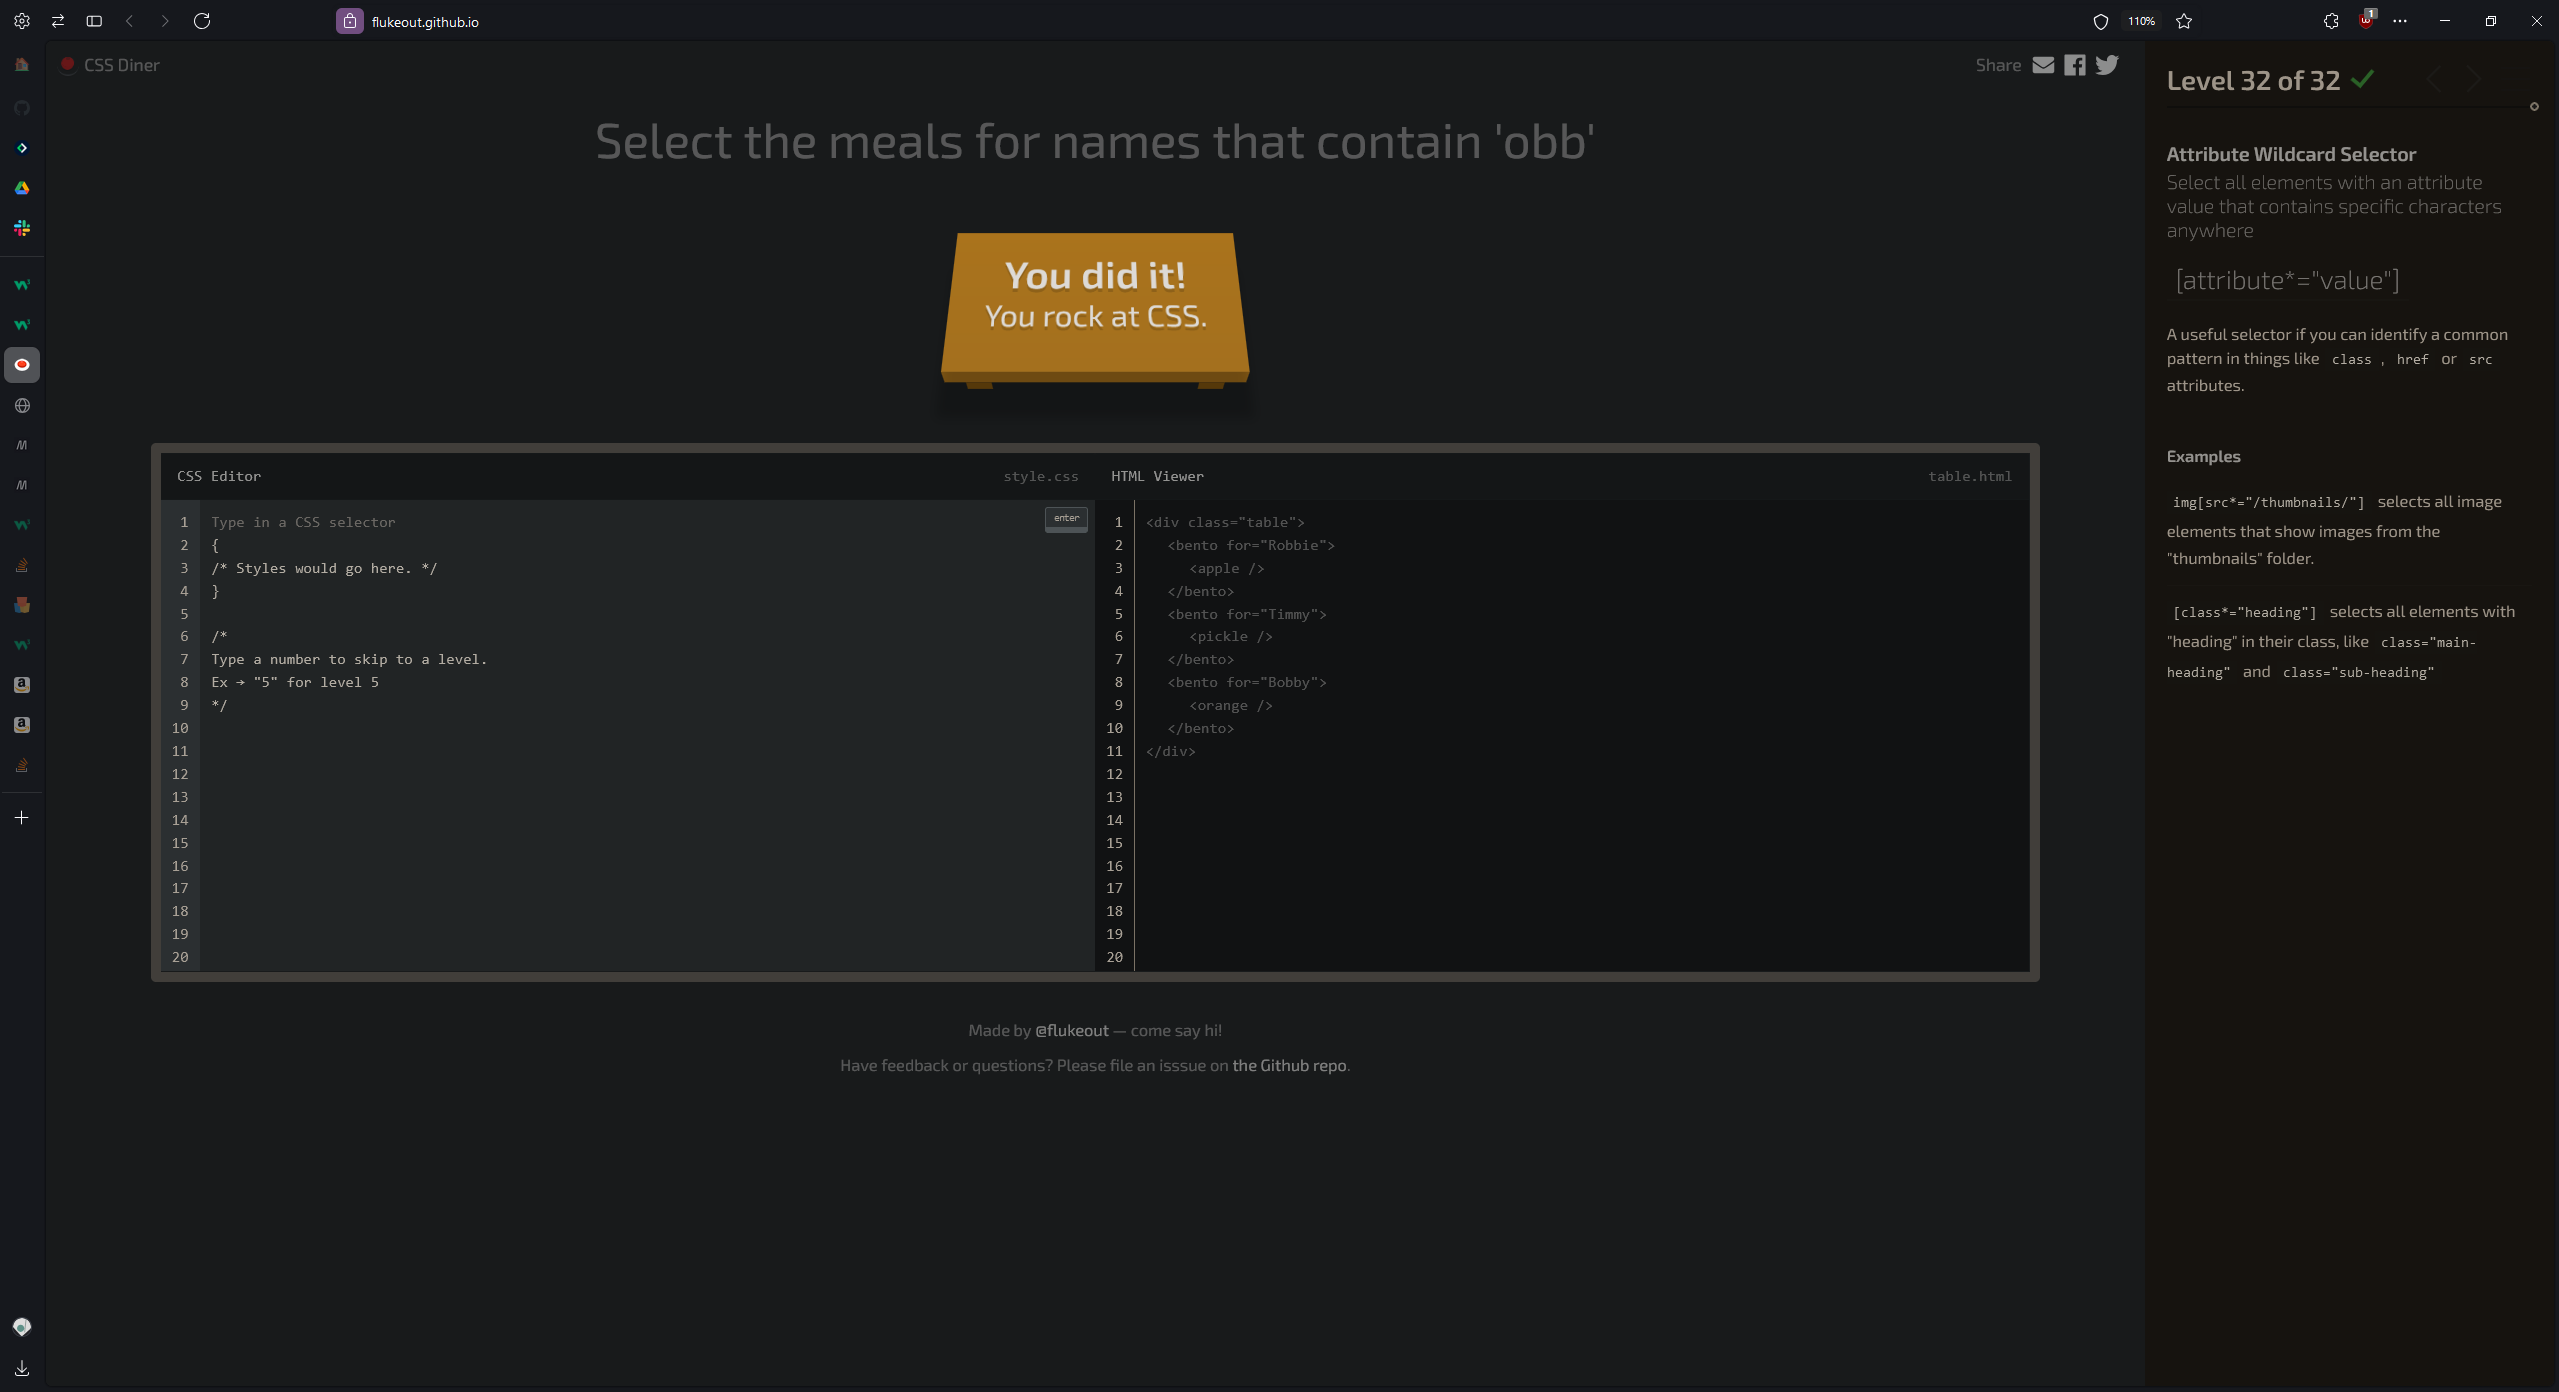 flukeout.github.io
110%
1
CSS Diner
Share
Select the meals for names that contain 'obb'
You did it!
You rock at CSS.
CSS Editor
style.css
1 Type in a CSS selector
enter
2 {
3 /* Styles would go here. */
4 }
5
6 /*
7 Type a number to skip to a level.
8 Ex → "5" for level 5
9 */
10
11
12
13
14
15
16
17
18
19
20
HTML Viewer
table.html
1 <div class="table">
2 <bento for="Robbie">
3 <apple />
4 </bento>
5 <bento for="Timmy">
6 <pickle />
7 </bento>
8 <bento for="Bobby">
9 <orange />
10 </bento>
11 </div>
12
13
14
15
16
17
18
19
20
Made by @flukeout — come say hi!
Have feedback or questions? Please file an isssue on the Github repo.
Level 32 of 32
Attribute Wildcard Selector
Select all elements with an attribute
value that contains specific characters
anywhere
[attribute*="value"]
A useful selector if you can identify a common
pattern in things like class , href or src
attributes.
Examples
img[src*="/thumbnails/"] selects all image
elements that show images from the
"thumbnails" folder.
[class*="heading"] selects all elements with
"heading" in their class, like class="main-
heading" and class="sub-heading"